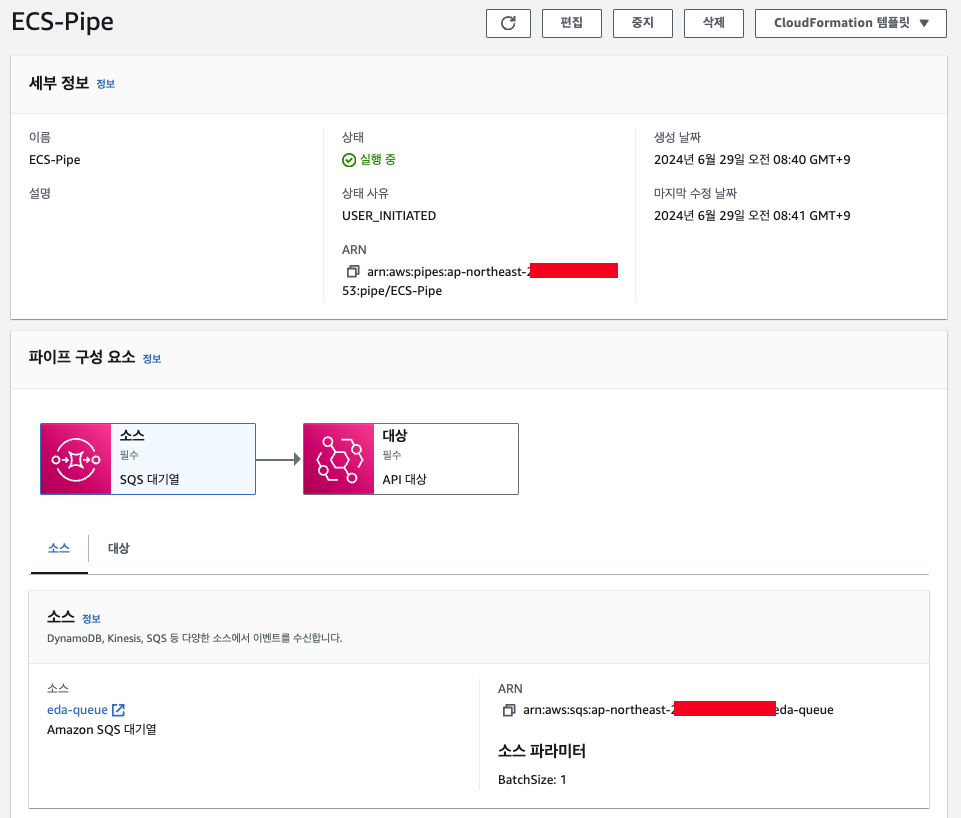 ECS-Pipe
편집
중지
삭제
CloudFormation 템플릿
세부 정보 정보
이름
ECS-Pipe
설명
상태
실행 중
상태 사유
USER_INITIATED
ARN
arn:aws:pipes:ap-northeast-2
53:pipe/ECS-Pipe
생성 날짜
2024년 6월 29일 오전 08:40 GMT+9
마지막 수정 날짜
2024년 6월 29일 오전 08:41 GMT+9
파이프 구성 요소 정보
소스
필수
SQS 대기열
대상
필수
API 대상
소스
대상
소스 정보
DynamoDB, Kinesis, SQS 등 다양한 소스에서 이벤트를 수신합니다.
소스
eda-queue
Amazon SQS 대기열
ARN
arn:aws:sqs:ap-northeast-2 eda-queue
소스 파라미터
BatchSize: 1